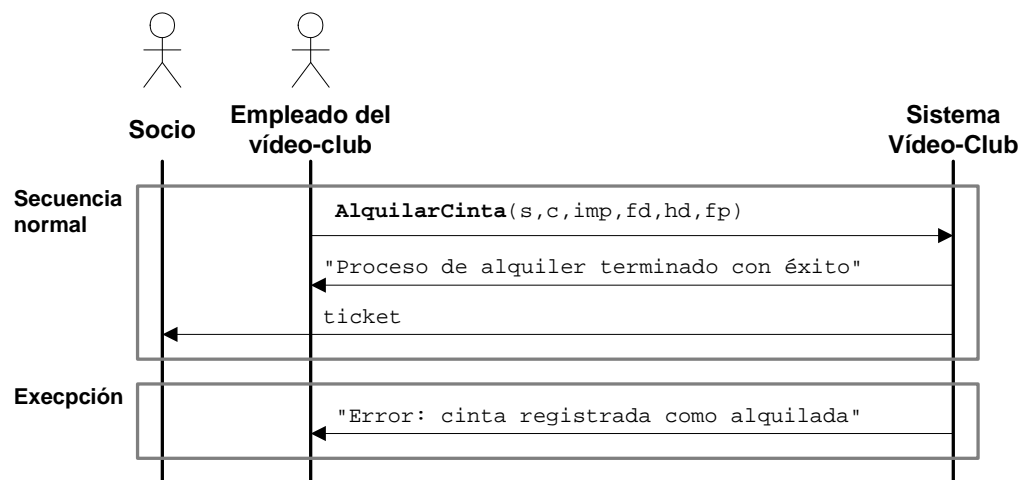 Socio
Empleado del
vídeo-club
Sistema
Vídeo-Club
Secuencia
normal
AlquilarCinta(s,c,imp,fd,hd,fp)
"Proceso de alquiler terminado con éxito"
ticket
Execpción
"Error: cinta registrada como alquilada"